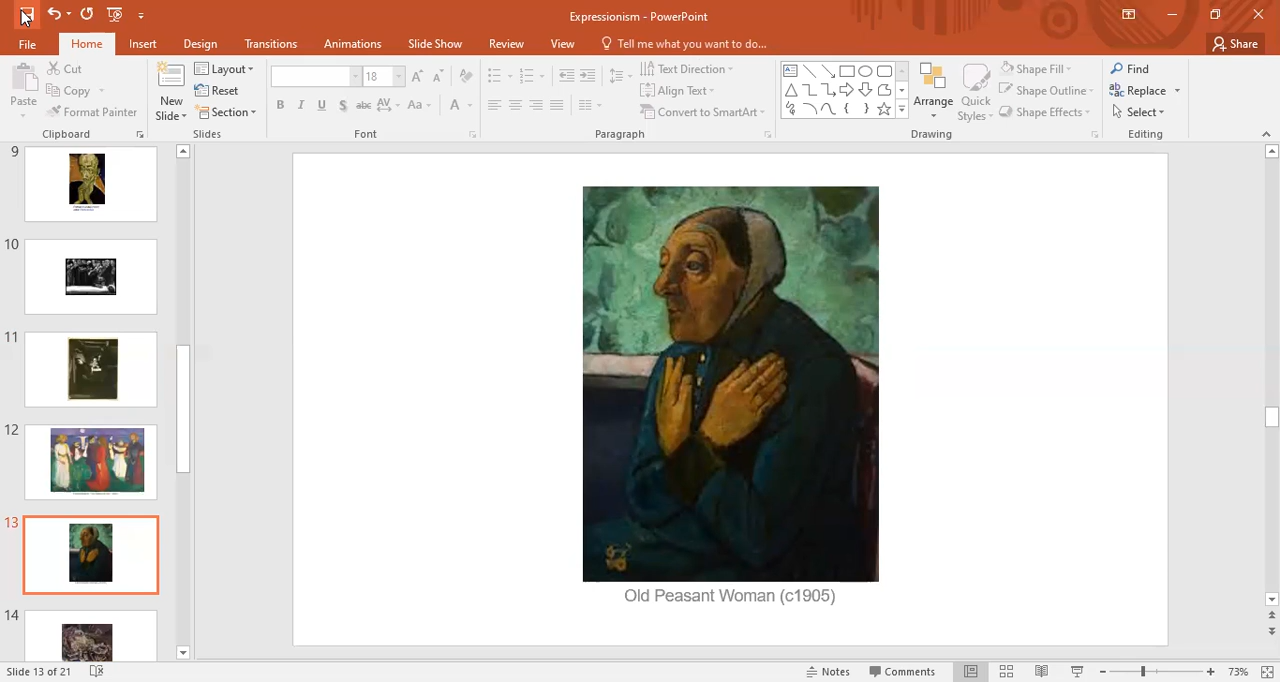 Expressionism - PowerPoint
File Home Insert Design Transitions Animations Slide Show Review View Tell me what you want to do... Share
Paste Cut Copy Format Painter Clipboard
New Slide Layout Reset Section Slides
18 Font
B I U S abc AV Aa A
Text Direction Align Text Convert to SmartArt Paragraph
Arrange Quick Styles Shape Fill Shape Outline Shape Effects Drawing
Find Replace Select Editing
9
10
11
12
13
14
Old Peasant Woman (c1905)
Slide 13 of 21 Notes Comments 73%